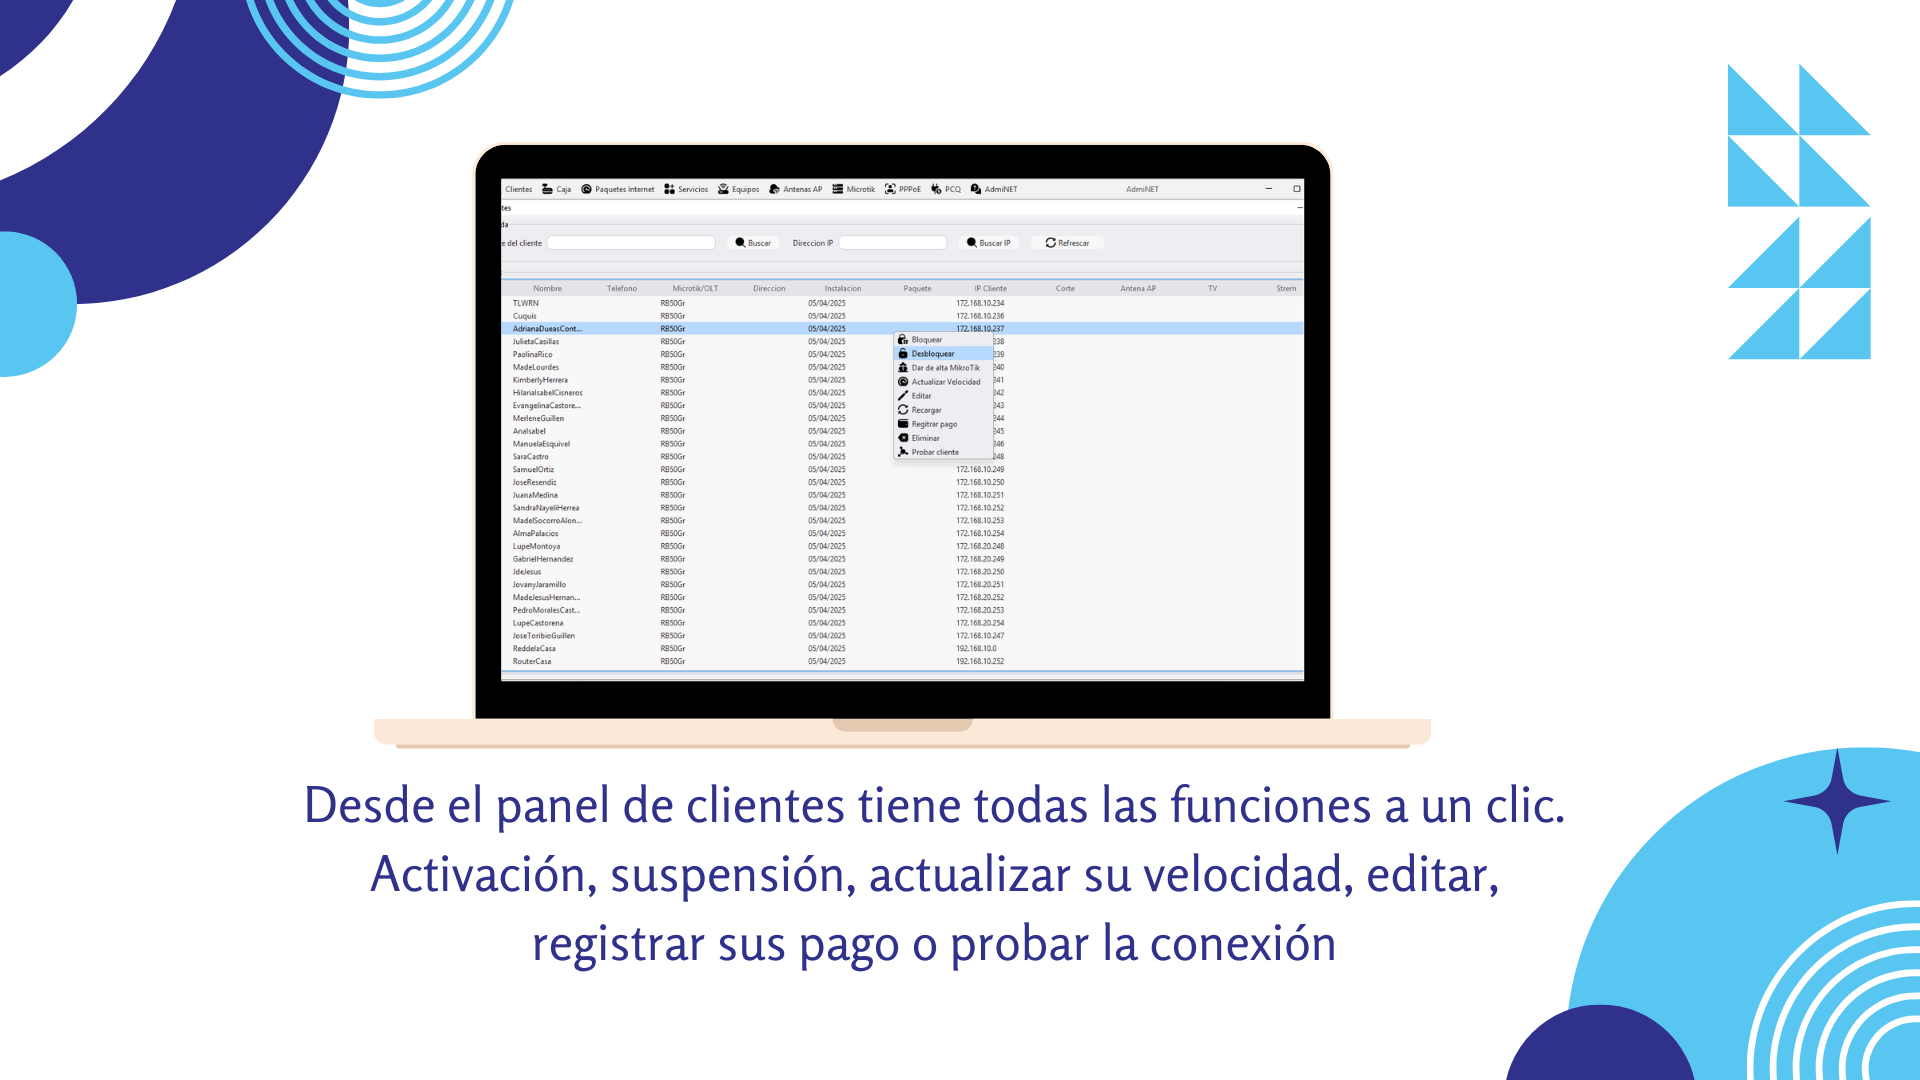 Clientes Caja Paquetes Internet Servicios Equipos Antenas AP Microtik PPPoE PCQ AdmiNET AdmiNET
tes
da
e del cliente Buscar Direccion IP Buscar IP Refrescar
Nombre Telefono Microtik/OLT Direccion Instalacion Paquete IP Cliente Corte Antena AP TV Strem
TLWRN RB50Gr 05/04/2025 172.168.10.234
Cuquis RB50Gr 05/04/2025 172.168.10.236
AdrianaDueasCont... RB50Gr 05/04/2025 172.168.10.237
JulietaCasillas RB50Gr 05/04/2025 238
PaolinaRico RB50Gr 05/04/2025 239
MadeLourdes RB50Gr 05/04/2025 240
KimberlyHerrera RB50Gr 05/04/2025 241
HilariaIsabelCisneros RB50Gr 05/04/2025 242
EvangelinaCastore... RB50Gr 05/04/2025 243
MerleneGuillen RB50Gr 05/04/2025 244
AnaIsabel RB50Gr 05/04/2025 245
ManuelaEsquivel RB50Gr 05/04/2025 246
SaraCastro RB50Gr 05/04/2025 248
SamuelOrtiz RB50Gr 05/04/2025 172.168.10.249
JoseResendiz RB50Gr 05/04/2025 172.168.10.250
JuanaMedina RB50Gr 05/04/2025 172.168.10.251
SandraNayeliHerrea RB50Gr 05/04/2025 172.168.10.252
MadelSocorroAlon... RB50Gr 05/04/2025 172.168.10.253
AlmaPalacios RB50Gr 05/04/2025 172.168.10.254
LupeMontoya RB50Gr 05/04/2025 172.168.20.248
GabrielHernandez RB50Gr 05/04/2025 172.168.20.249
JdeJesus RB50Gr 05/04/2025 172.168.20.250
JovanyJaramillo RB50Gr 05/04/2025 172.168.20.251
MadeJesusHernan... RB50Gr 05/04/2025 172.168.20.252
PedroMoralesCast... RB50Gr 05/04/2025 172.168.20.253
LupeCastorena RB50Gr 05/04/2025 172.168.20.254
JoseToribioGuillen RB50Gr 05/04/2025 172.168.10.247
ReddelaCasa RB50Gr 05/04/2025 192.168.10.0
RouterCasa RB50Gr 05/04/2025 192.168.10.252
Bloquear
Desbloquear
Dar de alta MikroTik
Actualizar Velocidad
Editar
Recargar
Regitrar pago
Eliminar
Probar cliente
Desde el panel de clientes tiene todas las funciones a un clic.
Activación, suspensión, actualizar su velocidad, editar,
registrar sus pago o probar la conexión